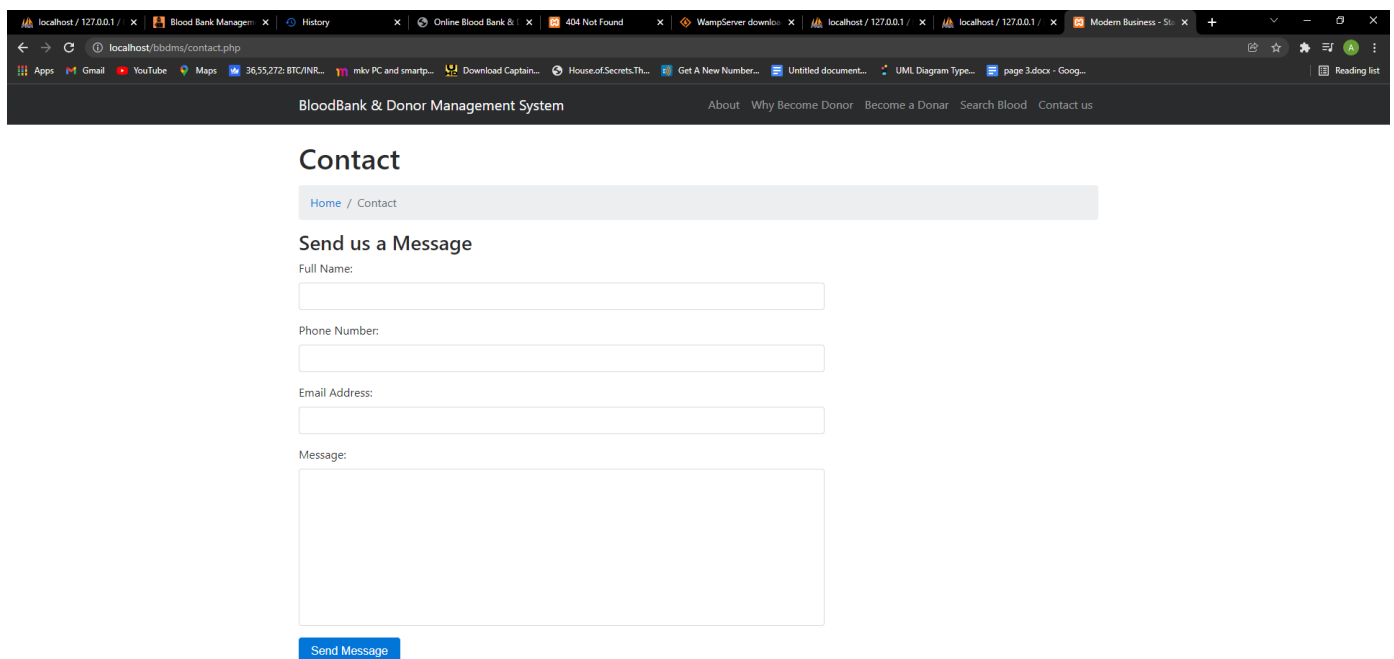 localhost / 127.0.0.1 /
Blood Bank Managem
History
Online Blood Bank &
404 Not Found
WampServer downloa
localhost / 127.0.0.1 /
localhost / 127.0.0.1 /
Modern Business - Sta
localhost/bbdms/contact.php
A
Apps
Gmail
YouTube
Maps
36,55,272: BTC/INR...
mkv PC and smartp...
Download Captain...
House.of.Secrets.Th...
Get A New Number...
Untitled document...
UML Diagram Type...
page 3.docx - Goog...
Reading list
BloodBank & Donor Management System
About Why Become Donor Become a Donar Search Blood Contact us
Contact
Home / Contact
Send us a Message
Full Name:
Phone Number:
Email Address:
Message:
Send Message